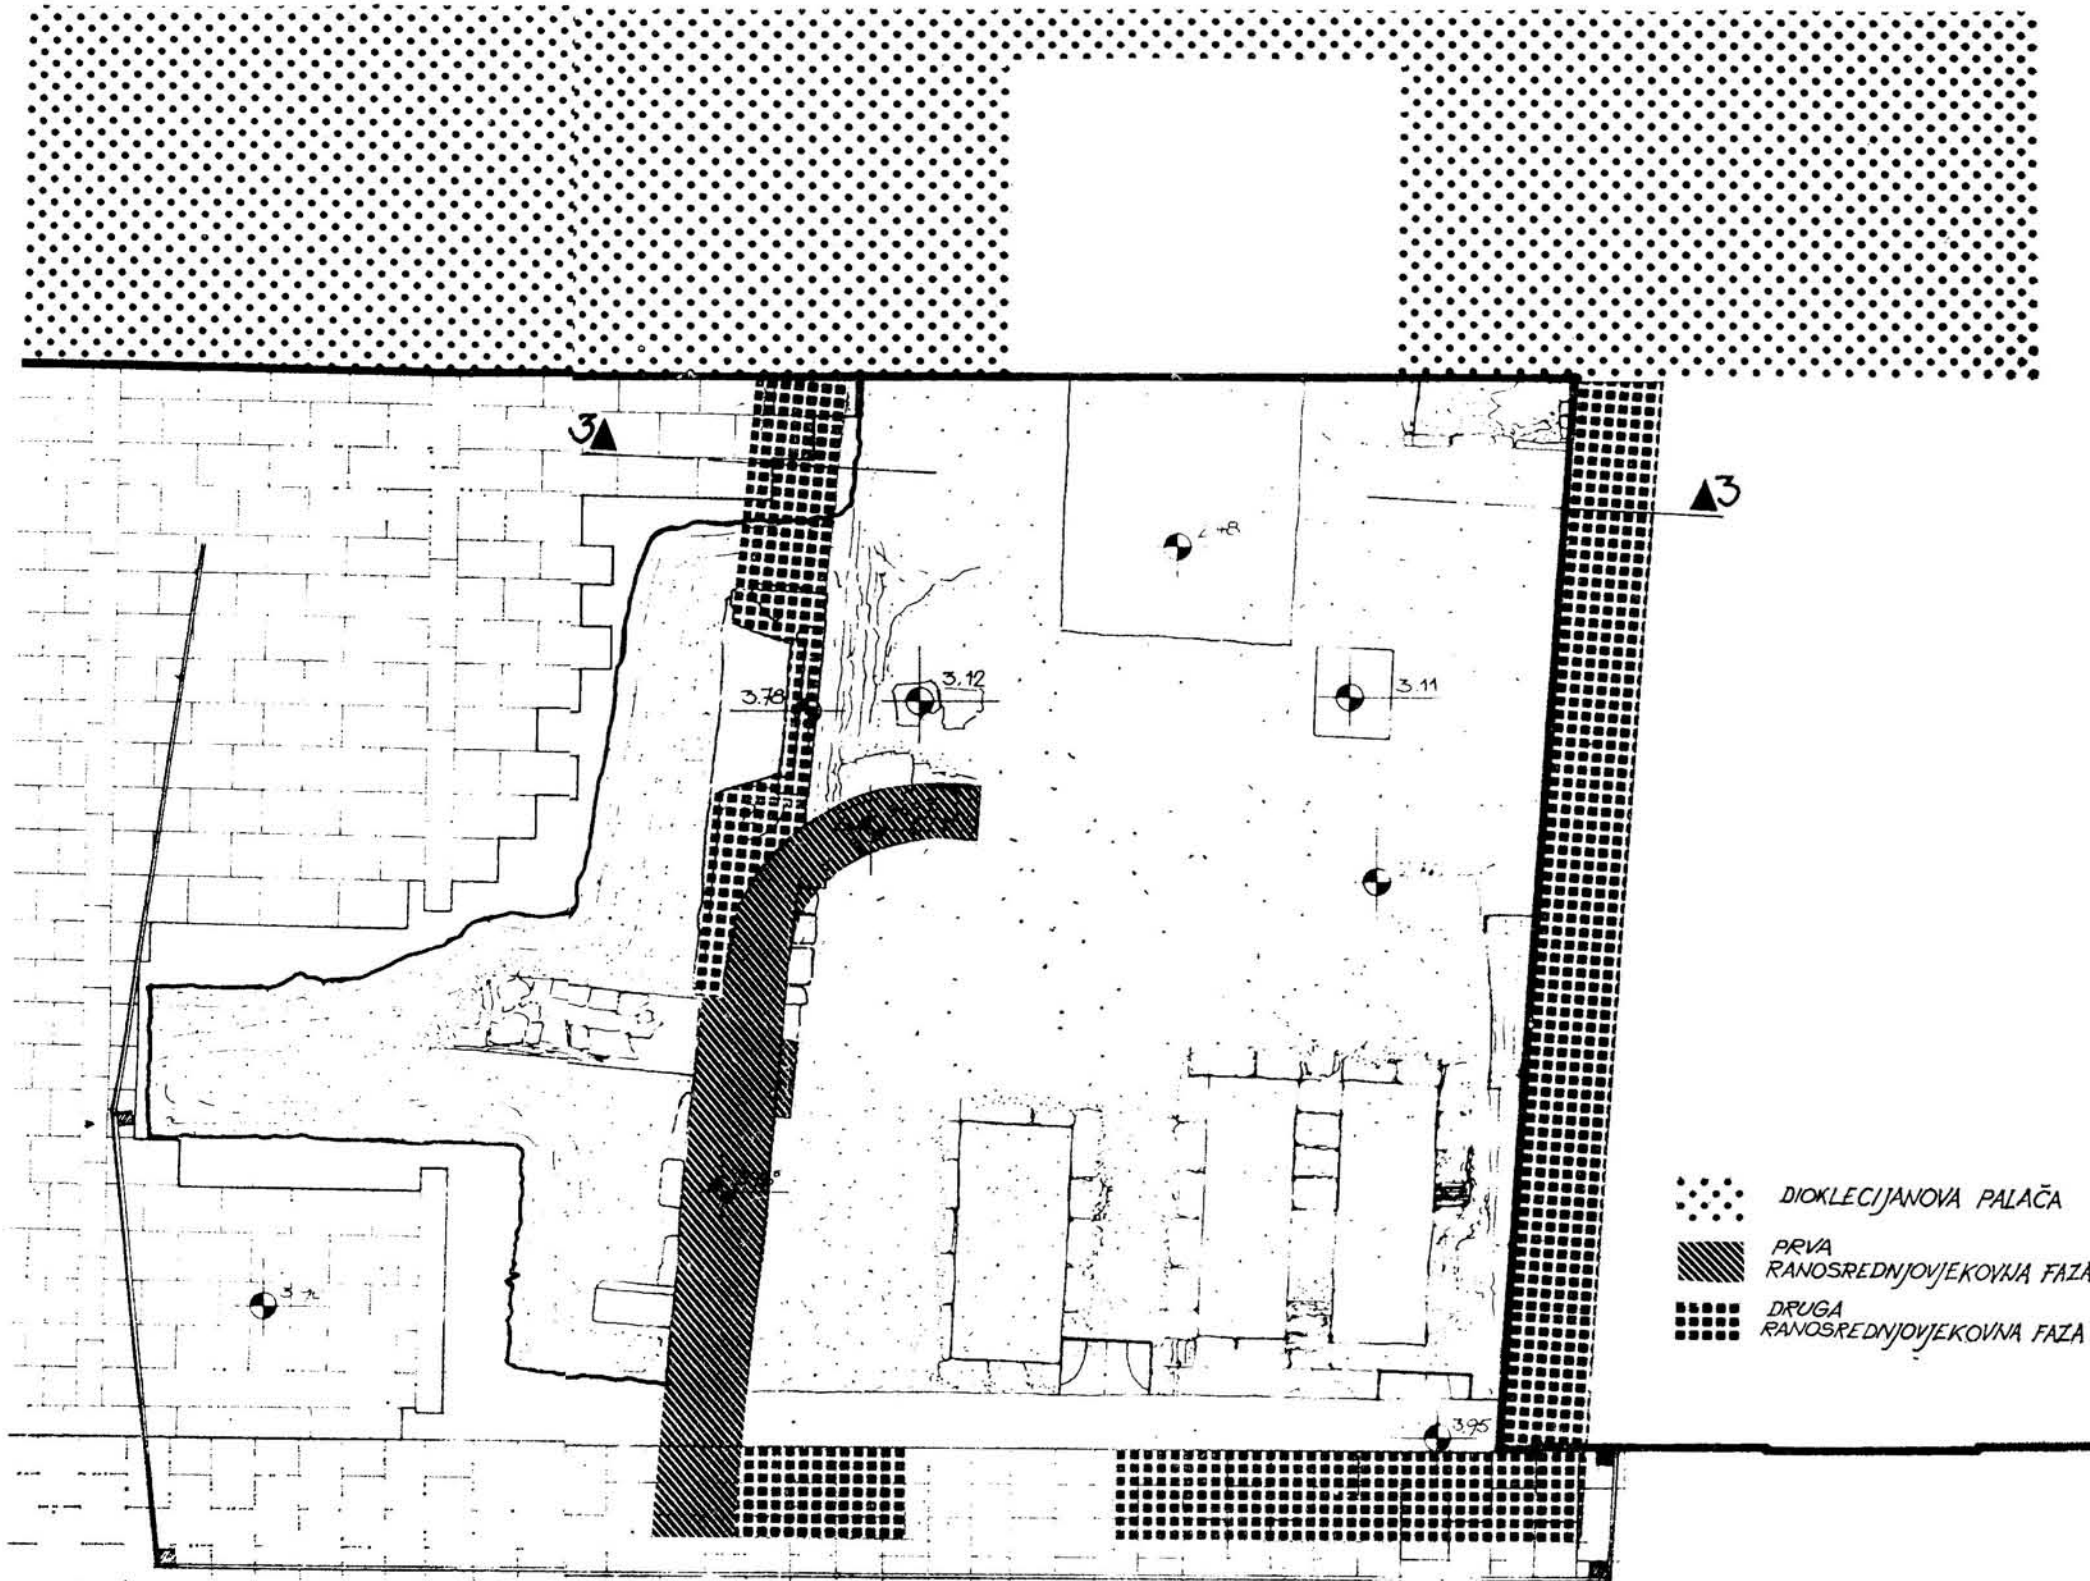 3
3
3.78
3.12
3.11
3.95
DIOKLECIJANOVA PALAČA
PRVA
RANOSREDNJOVJEKOVNA FAZA
DRUGA
RANOSREDNJOVJEKOVNA FAZA